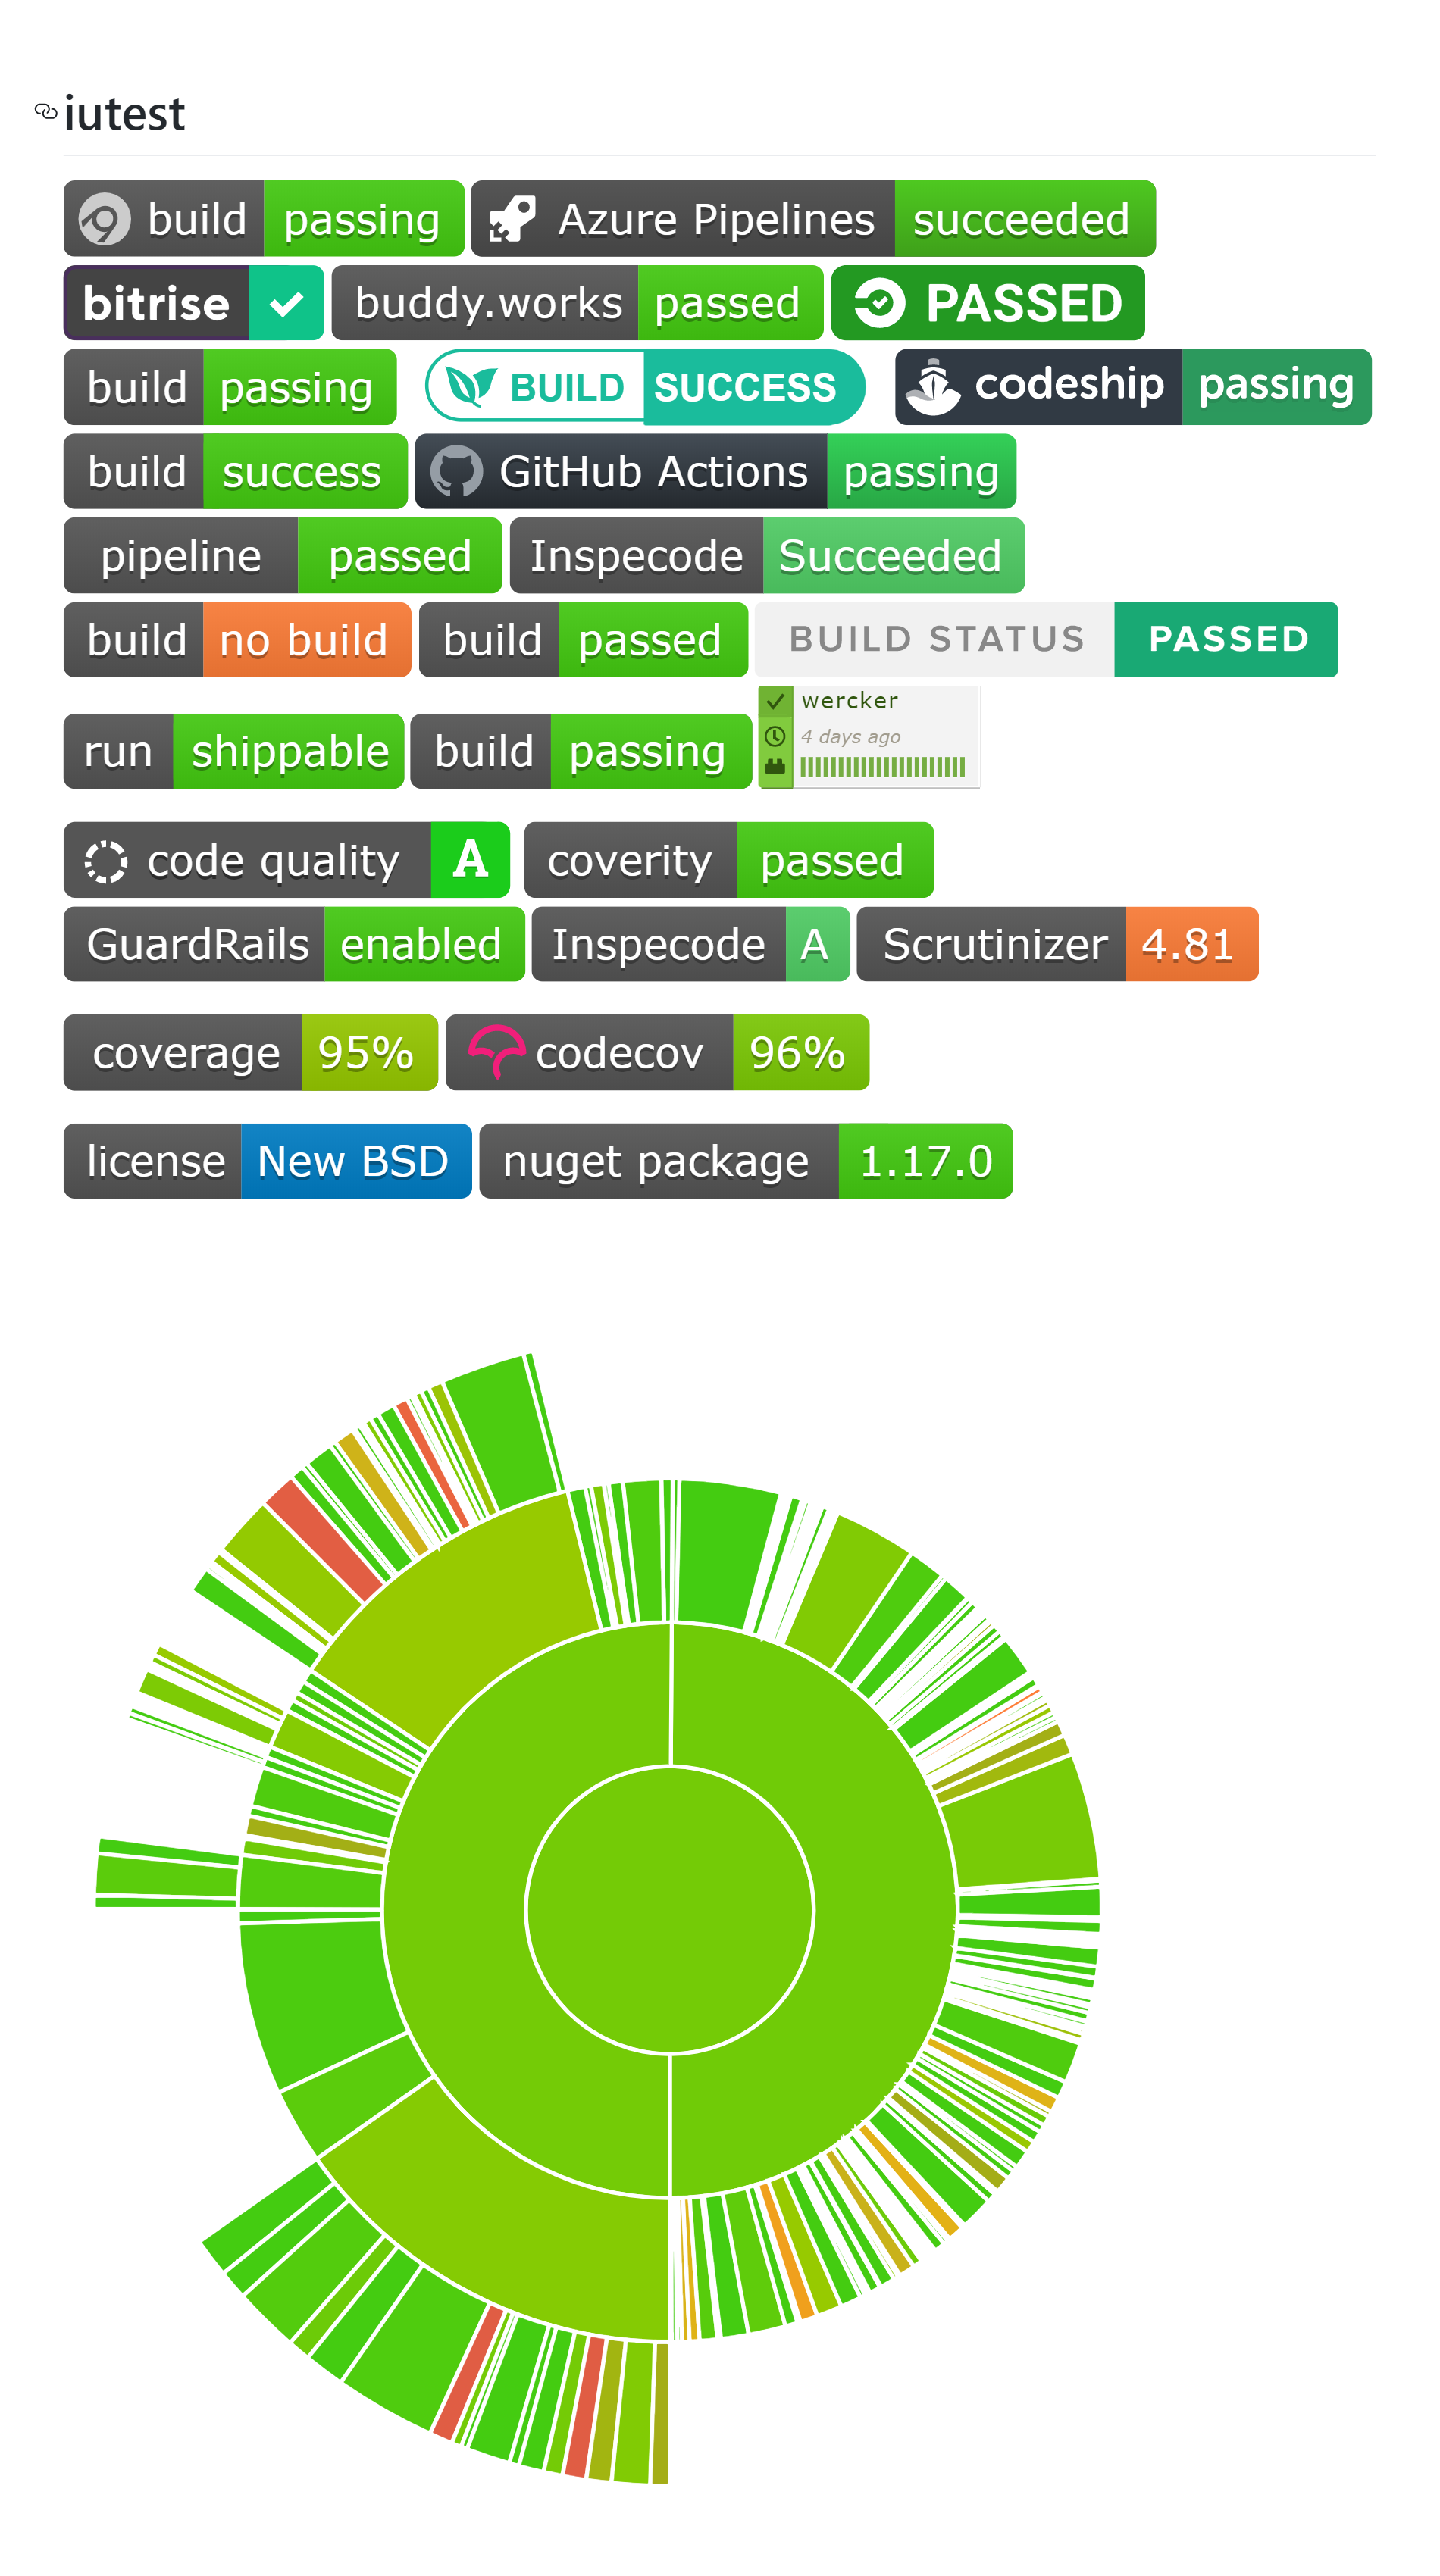 iutest
build passing Azure Pipelines succeeded
bitrise buddy.works passed PASSED
build passing BUILD SUCCESS codeship passing
build success GitHub Actions passing
pipeline passed Inspecode Succeeded
build no build build passed BUILD STATUS PASSED
run shippable build passing wercker
4 days ago
code quality A coverity passed
GuardRails enabled Inspecode A Scrutinizer 4.81
coverage 95% codecov 96%
license New BSD nuget package 1.17.0